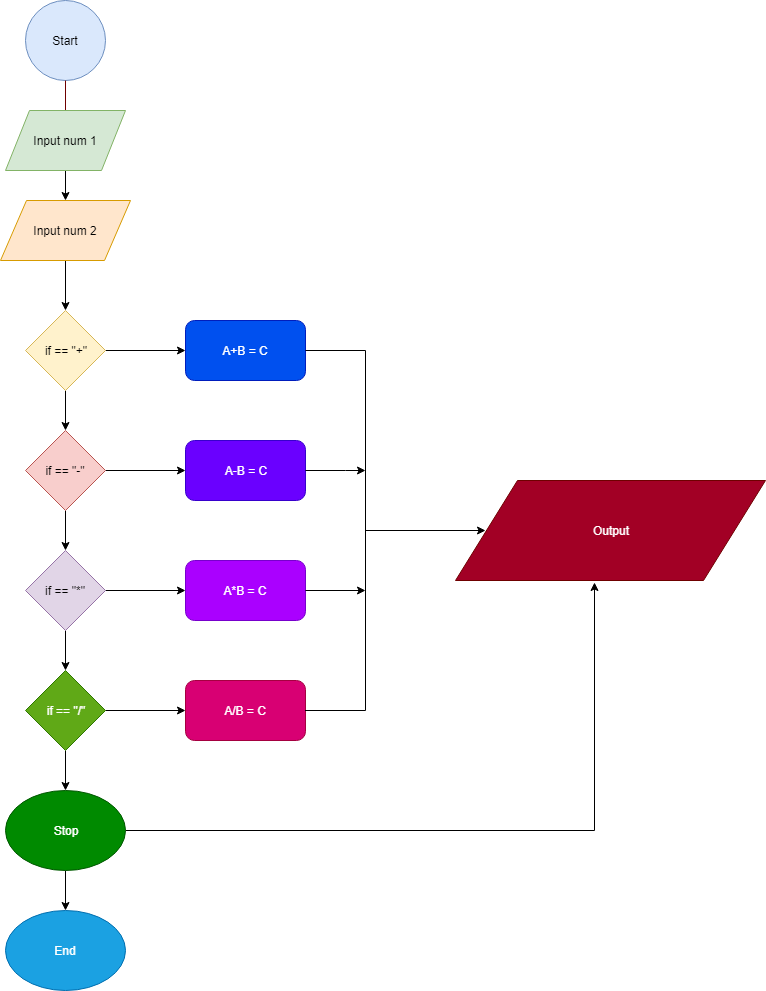 Start
Input num 1
Input num 2
if == "+"
A+B = C
if == "-"
A-B = C
Output
if == "*"
A*B = C
if == "/"
A/B = C
Stop
End